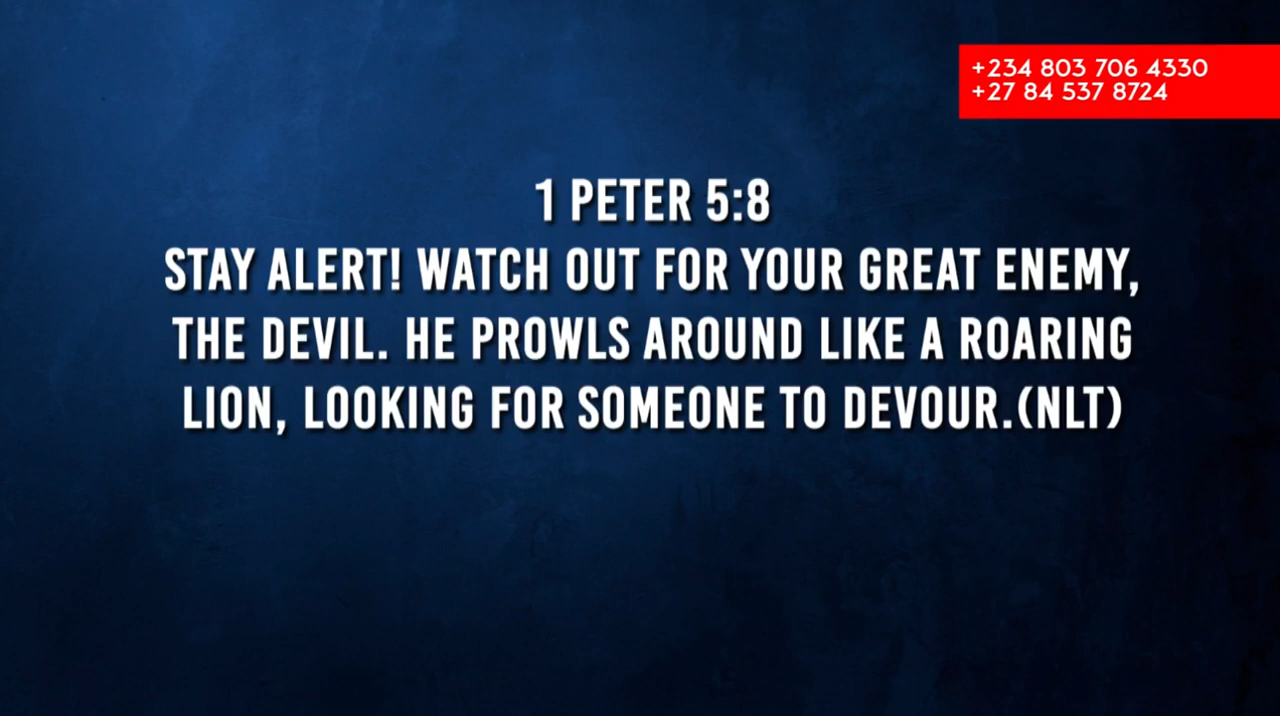 +234 803 706 4330
+27 84 537 8724
1 PETER 5:8
STAY ALERT! WATCH OUT FOR YOUR GREAT ENEMY,
THE DEVIL. HE PROWLS AROUND LIKE A ROARING
LION, LOOKING FOR SOMEONE TO DEVOUR.(NLT)